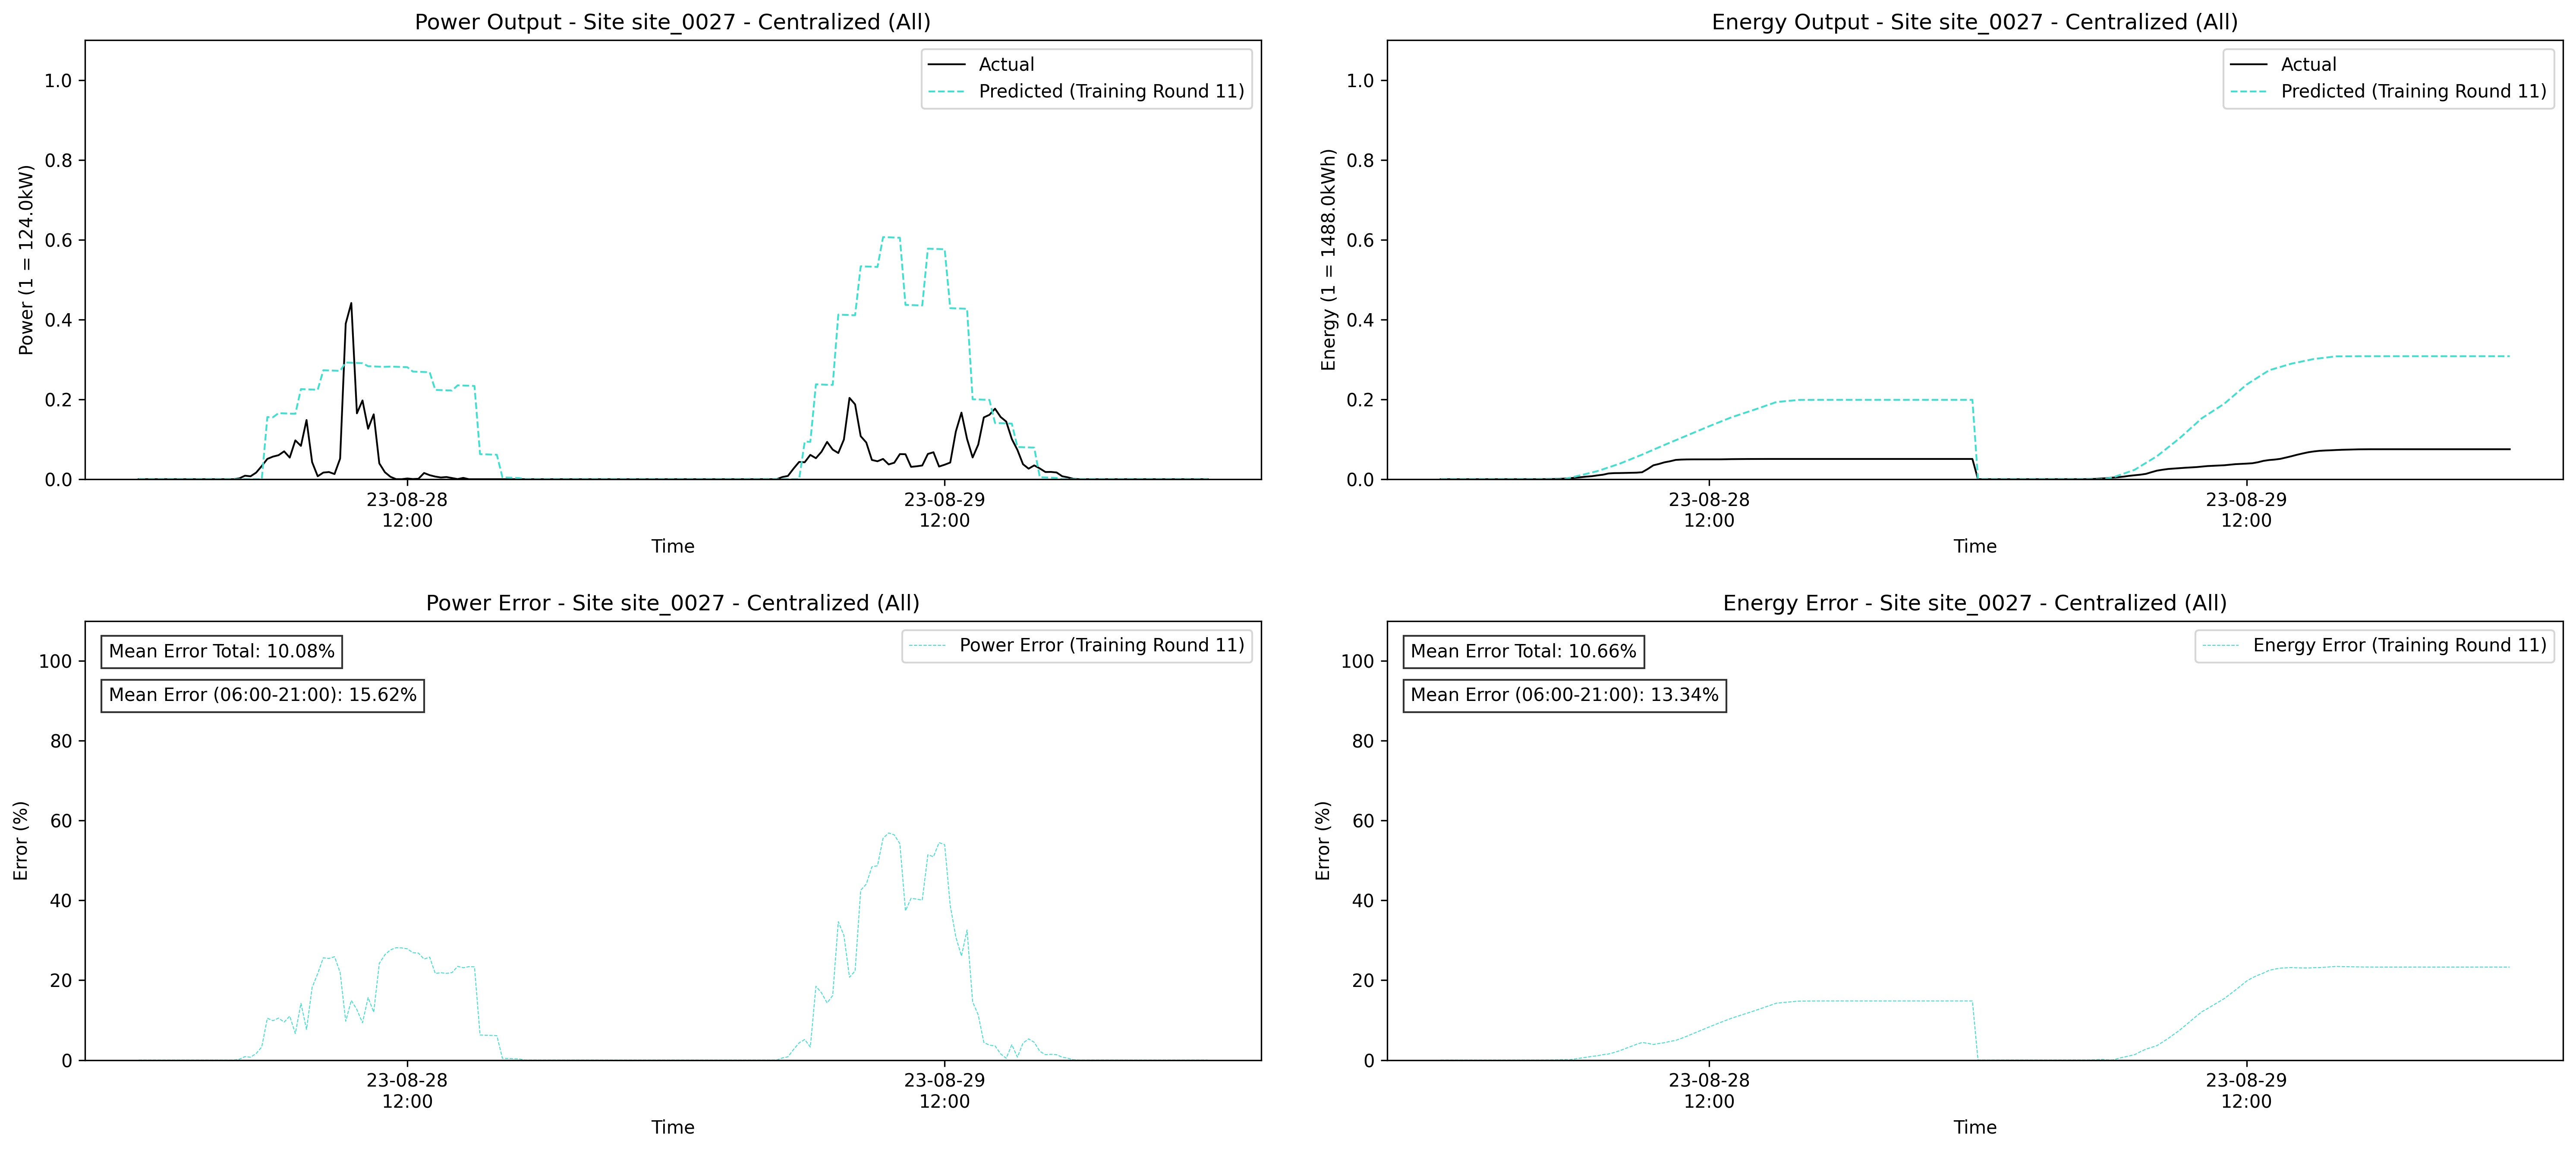 Power Output - Site site_0027 - Centralized (All)
Power (1 = 124.0kW)
1.0
0.8
0.6
0.4
0.2
0.0
Actual
Predicted (Training Round 11)
23-08-28
12:00
23-08-29
12:00
Time
Energy Output - Site site_0027 - Centralized (All)
Energy (1 = 1488.0kWh)
1.0
0.8
0.6
0.4
0.2
0.0
Actual
Predicted (Training Round 11)
23-08-28
12:00
23-08-29
12:00
Time
Power Error - Site site_0027 - Centralized (All)
Error (%)
100
80
60
40
20
0
Mean Error Total: 10.08%
Mean Error (06:00-21:00): 15.62%
Power Error (Training Round 11)
23-08-28
12:00
23-08-29
12:00
Time
Energy Error - Site site_0027 - Centralized (All)
Error (%)
100
80
60
40
20
0
Mean Error Total: 10.66%
Mean Error (06:00-21:00): 13.34%
Energy Error (Training Round 11)
23-08-28
12:00
23-08-29
12:00
Time